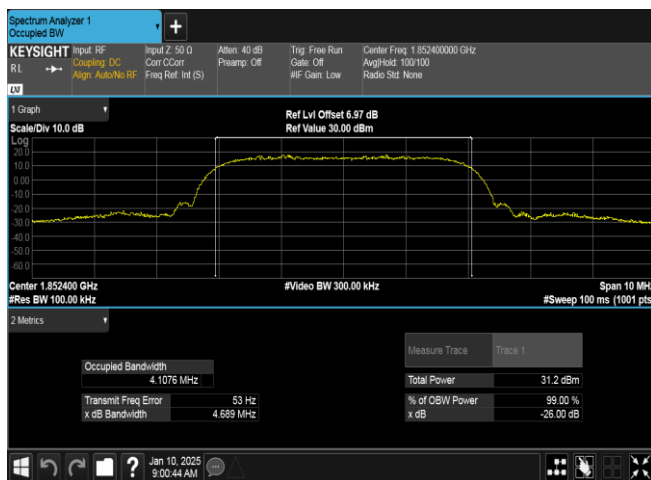 Spectrum Analyzer 1
Occupied BW
+
KEYSIGHT Input: RF Input Z: 50 Ω Atten: 40 dB Trig: Free Run Center Freq: 1.852400000 GHz
RL Coupling: DC Corr CCorr Preamp: Off Gate: Off Avg|Hold: 100/100
Align: Auto/No RF Freq Ref: Int (S) #IF Gain: Low Radio Std: None
LXI
1 Graph
Ref Lvl Offset 6.97 dB
Scale/Div 10.0 dB Ref Value 30.00 dBm
Log
20.0
10.0
0.00
-10.0
-20.0
-30.0
-40.0
-50.0
-60.0
Center 1.852400 GHz #Video BW 300.00 kHz Span 10 MHz
#Res BW 100.00 kHz #Sweep 100 ms (1001 pts
2 Metrics
Measure Trace Trace 1
Occupied Bandwidth
4.1076 MHz Total Power 31.2 dBm
Transmit Freq Error 53 Hz % of OBW Power 99.00 %
x dB Bandwidth 4.689 MHz x dB -26.00 dB
? Jan 10, 2025
9:00:44 AM